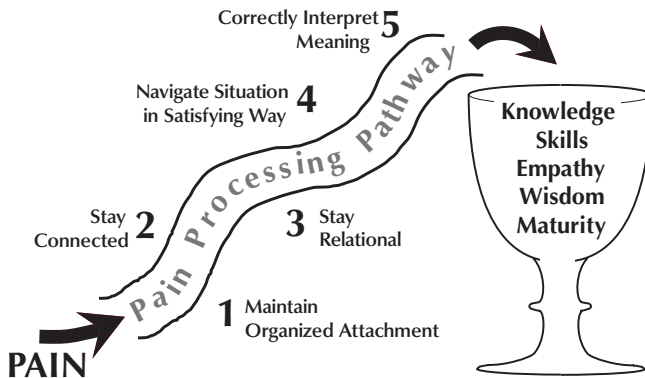 Correctly Interpret 5
Meaning
Navigate Situation 4
in Satisfying Way
Pain Processing Pathway
Stay 2
Connected
3 Stay
Relational
1 Maintain
Organized Attachment
PAIN
Knowledge
Skills
Empathy
Wisdom
Maturity